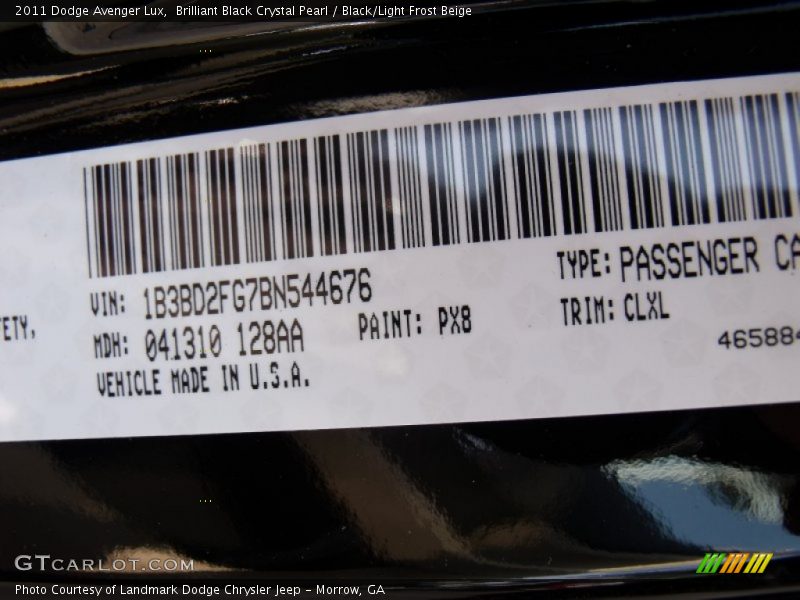 2011 Dodge Avenger Lux, Brilliant Black Crystal Pearl / Black/Light Frost Beige
VIN: 1B3BD2FG7BN544676
TYPE: PASSENGER CA
MDH: 041310 128AA
PAINT: PX8
TRIM: CLXL
VEHICLE MADE IN U.S.A.
GTCARLOT.COM
Photo Courtesy of Landmark Dodge Chrysler Jeep – Morrow, GA